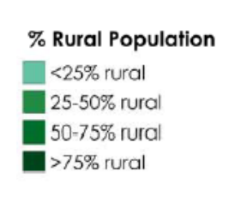 % Rural Population
<25% rural
25-50% rural
50-75% rural
>75% rural